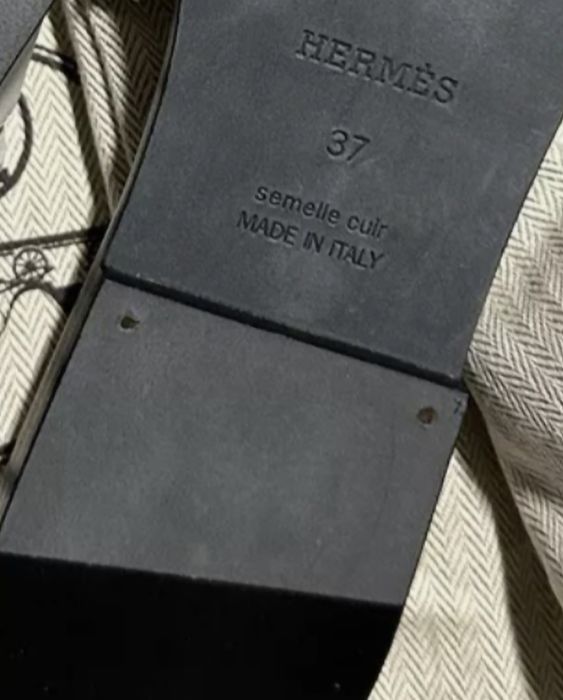 HERMÈS
37
semelle cuir
MADE IN ITALY